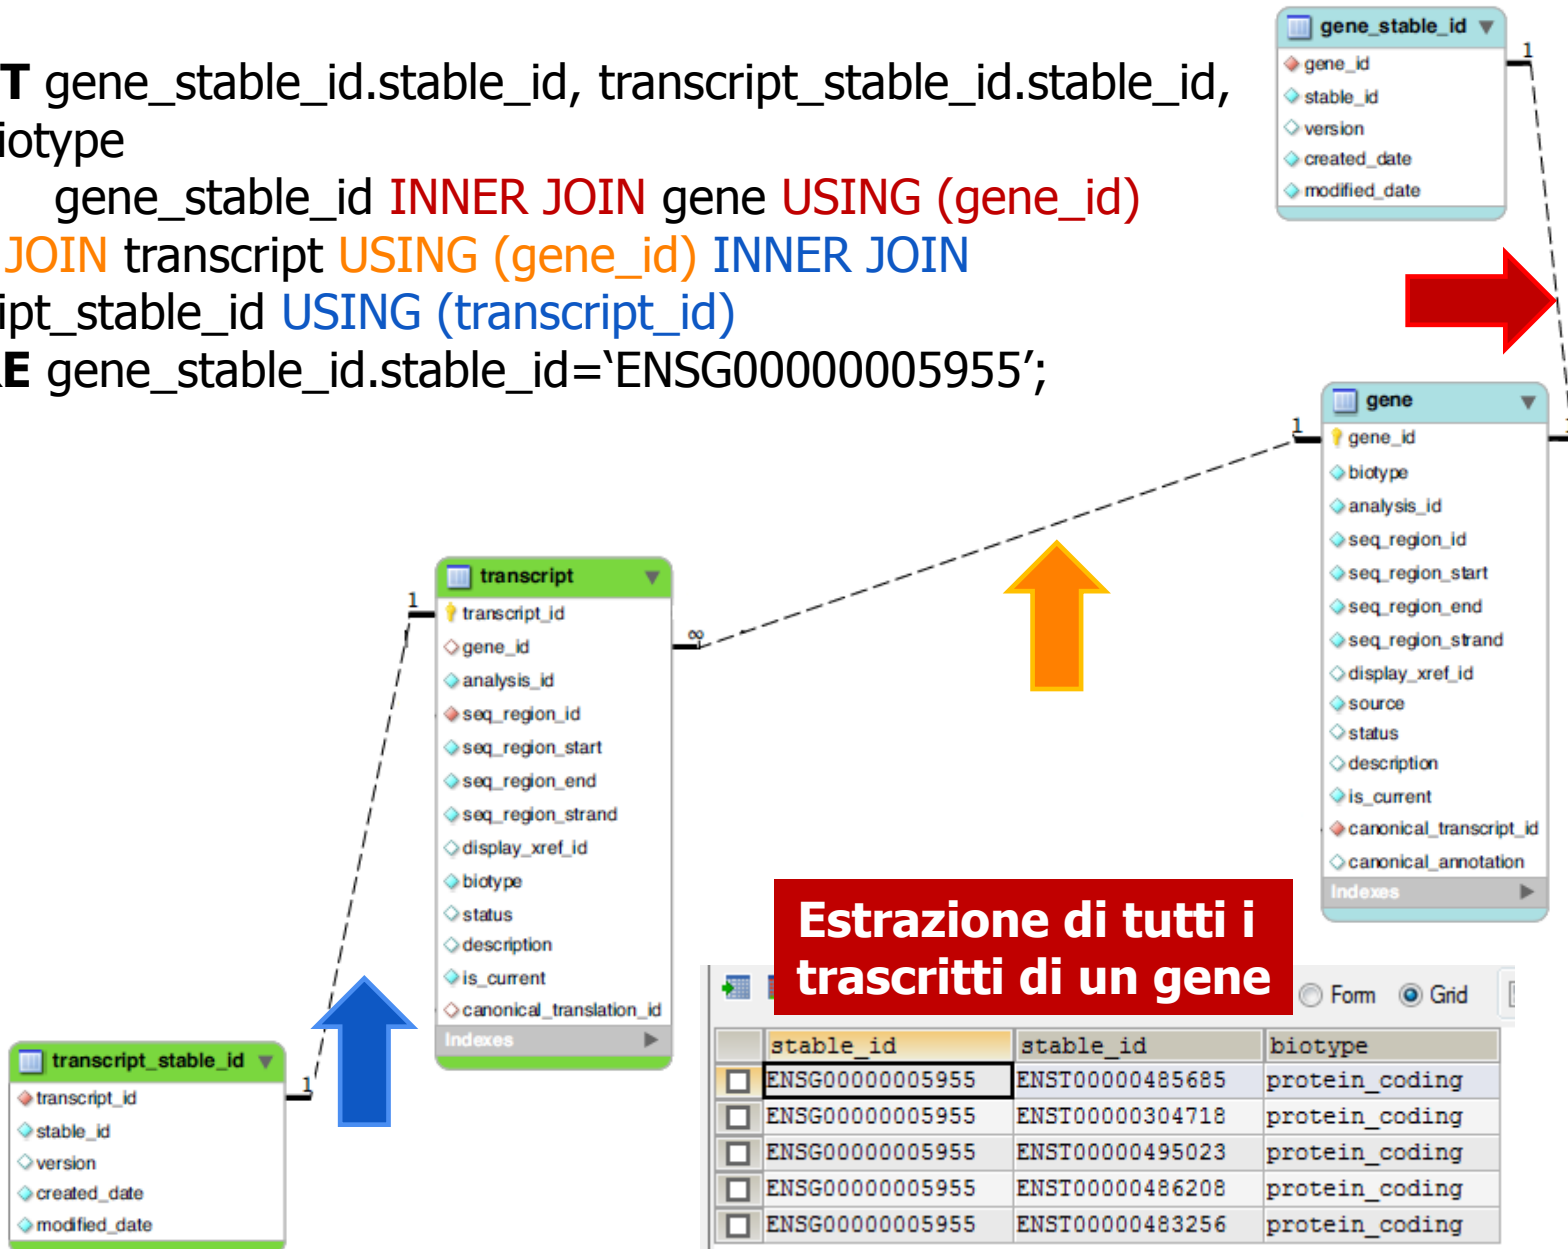 T gene_stable_id.stable_id, transcript_stable_id.stable_id,
iotype
gene_stable_id INNER JOIN gene USING (gene_id)
JOIN transcript USING (gene_id) INNER JOIN
ipt_stable_id USING (transcript_id)
RE gene_stable_id.stable_id=‘ENSG00000005955’;
gene_stable_id
gene_id
stable_id
version
created_date
modified_date
1
gene
gene_id
biotype
analysis_id
seq_region_id
seq_region_start
seq_region_end
seq_region_strand
display_xref_id
source
status
description
is_current
canonical_transcript_id
canonical_annotation
Indexes
1
1
transcript
transcript_id
gene_id
analysis_id
seq_region_id
seq_region_start
seq_region_end
seq_region_strand
display_xref_id
biotype
status
description
is_current
canonical_translation_id
Indexes
1
∞
transcript_stable_id
transcript_id
stable_id
version
created_date
modified_date
1
Estrazione di tutti i
trascritti di un gene
Form Grid
stable_id stable_id biotype
ENSG00000005955 ENST00000485685 protein_coding
ENSG00000005955 ENST00000304718 protein_coding
ENSG00000005955 ENST00000495023 protein_coding
ENSG00000005955 ENST00000486208 protein_coding
ENSG00000005955 ENST00000483256 protein_coding